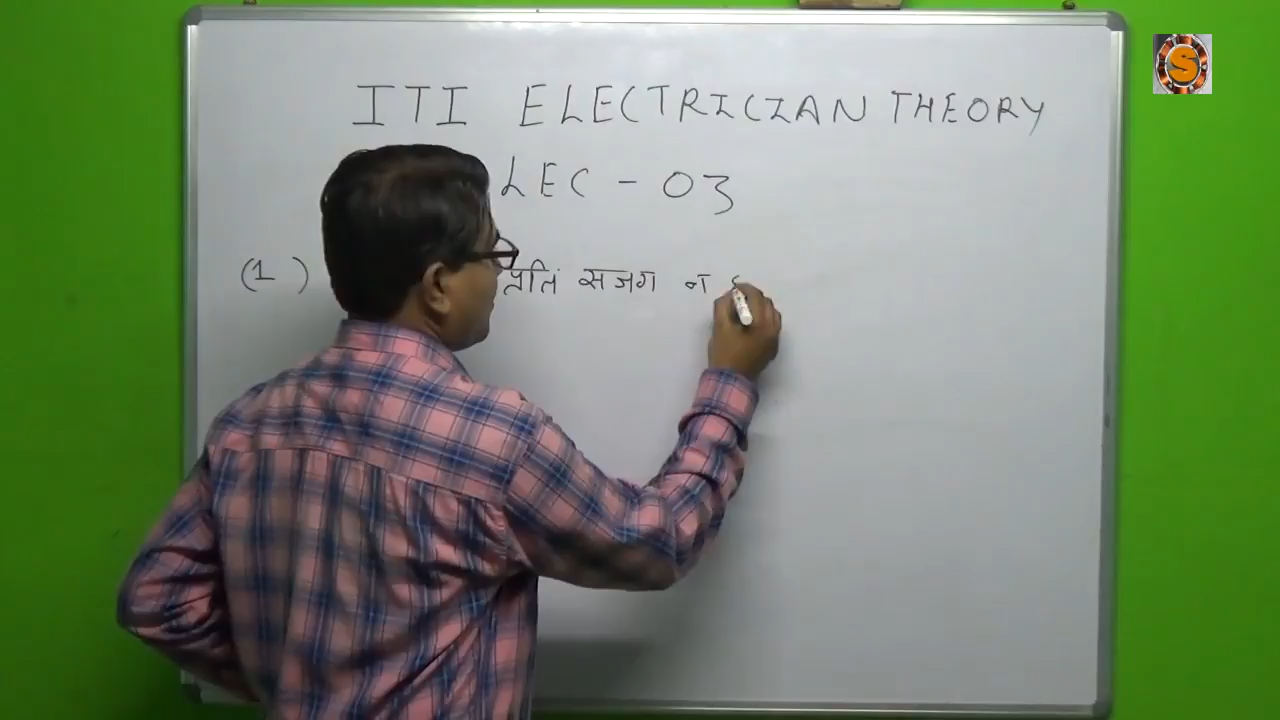 ITI ELECTRICIAN THEORY
LEC - 03
(1) प्रति सजग न
S